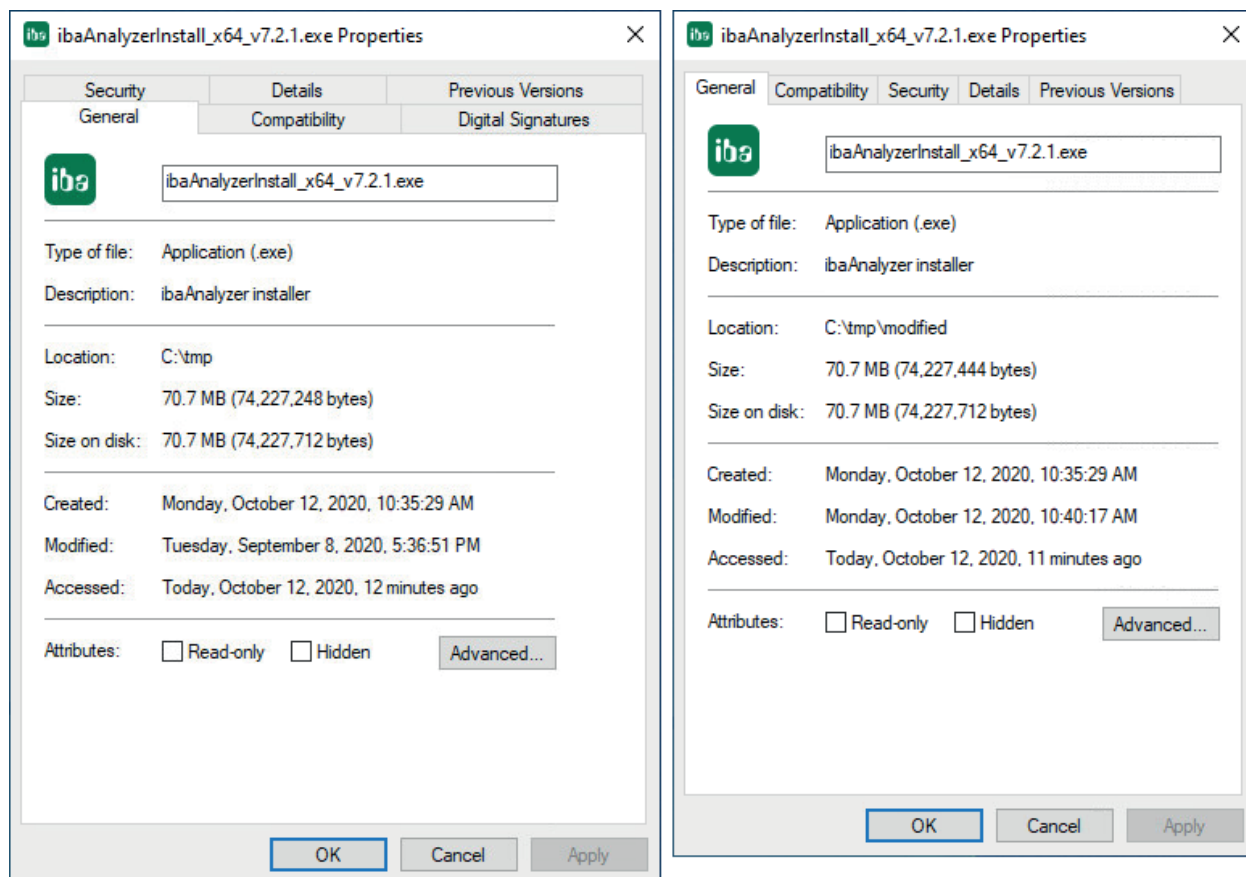 iba ibaAnalyzerInstall_x64_v7.2.1.exe Properties
Security Details Previous Versions
General Compatibility Digital Signatures
iba
ibaAnalyzerInstall_x64_v7.2.1.exe
Type of file: Application (.exe)
Description: ibaAnalyzer installer
Location: C:\tmp
Size: 70.7 MB (74,227,248 bytes)
Size on disk: 70.7 MB (74,227,712 bytes)
Created: Monday, October 12, 2020, 10:35:29 AM
Modified: Tuesday, September 8, 2020, 5:36:51 PM
Accessed: Today, October 12, 2020, 12 minutes ago
Attributes: Read-only Hidden Advanced...
OK Cancel Apply
iba ibaAnalyzerInstall_x64_v7.2.1.exe Properties
General Compatibility Security Details Previous Versions
iba
ibaAnalyzerInstall_x64_v7.2.1.exe
Type of file: Application (.exe)
Description: ibaAnalyzer installer
Location: C:\tmp\modified
Size: 70.7 MB (74,227,444 bytes)
Size on disk: 70.7 MB (74,227,712 bytes)
Created: Monday, October 12, 2020, 10:35:29 AM
Modified: Monday, October 12, 2020, 10:40:17 AM
Accessed: Today, October 12, 2020, 11 minutes ago
Attributes: Read-only Hidden Advanced...
OK Cancel Apply